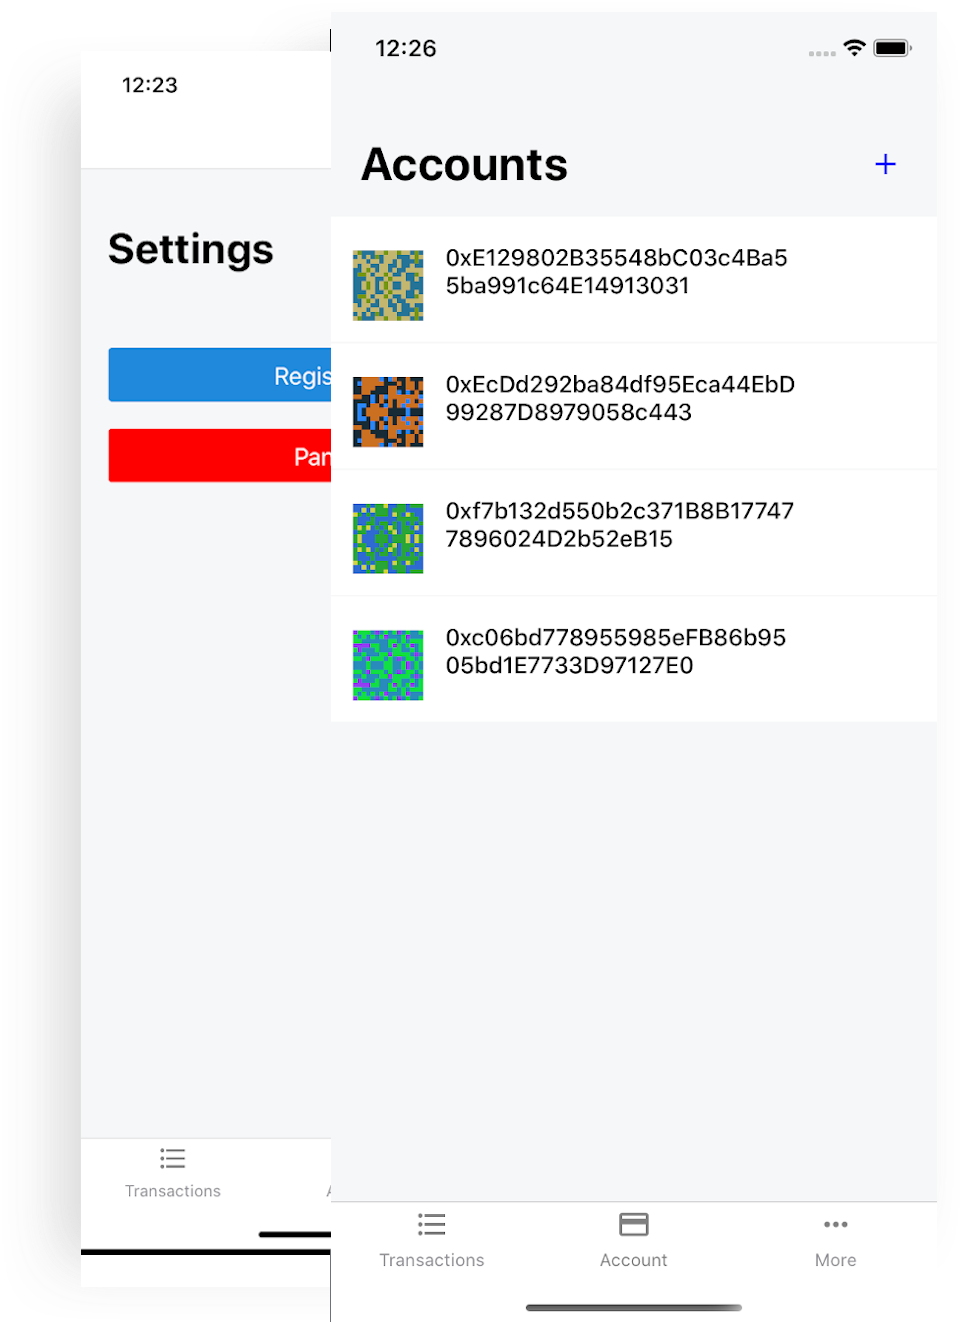 12:23
Settings
Regis
Pan
Transactions
12:26
Accounts
+
0xE129802B35548bC03c4Ba5
5ba991c64E14913031
0xEcDd292ba84df95Eca44EbD
99287D8979058c443
0xf7b132d550b2c371B8B17747
7896024D2b52eB15
0xc06bd778955985eFB86b95
05bd1E7733D97127E0
Transactions
Account
More